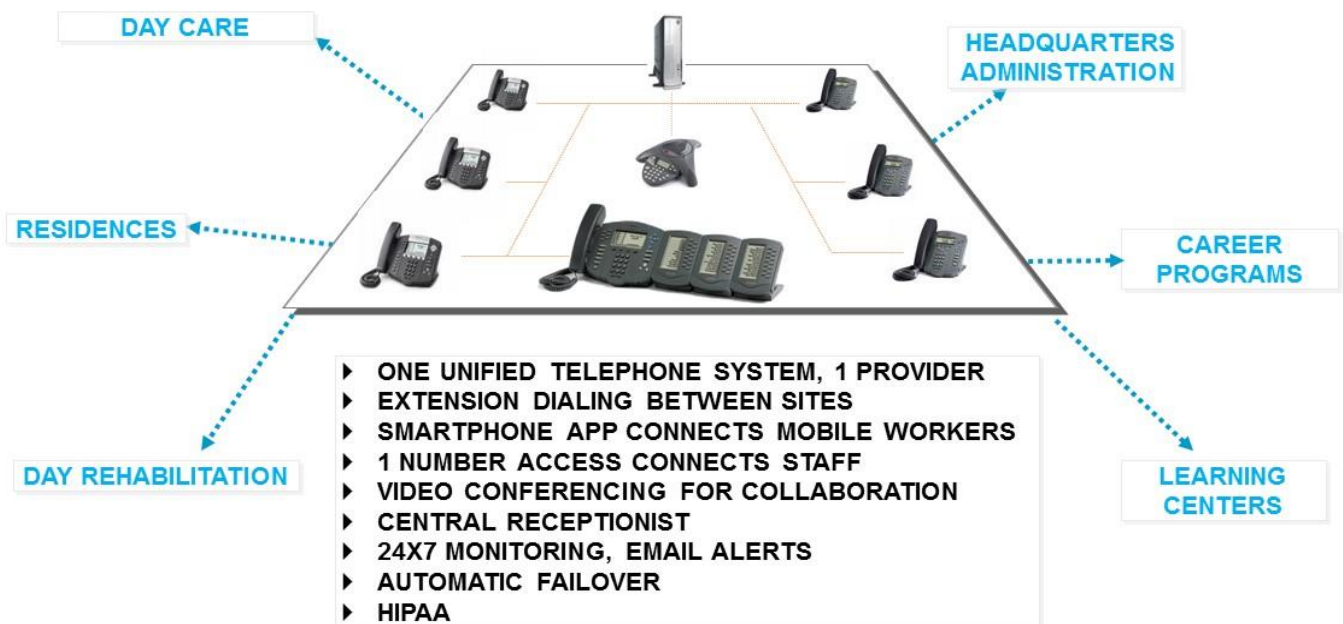 DAY CARE
HEADQUARTERS
ADMINISTRATION
RESIDENCES
CAREER
PROGRAMS
DAY REHABILITATION
LEARNING
CENTERS
ONE UNIFIED TELEPHONE SYSTEM, 1 PROVIDER
EXTENSION DIALING BETWEEN SITES
SMARTPHONE APP CONNECTS MOBILE WORKERS
1 NUMBER ACCESS CONNECTS STAFF
VIDEO CONFERENCING FOR COLLABORATION
CENTRAL RECEPTIONIST
24X7 MONITORING, EMAIL ALERTS
AUTOMATIC FAILOVER
HIPAA